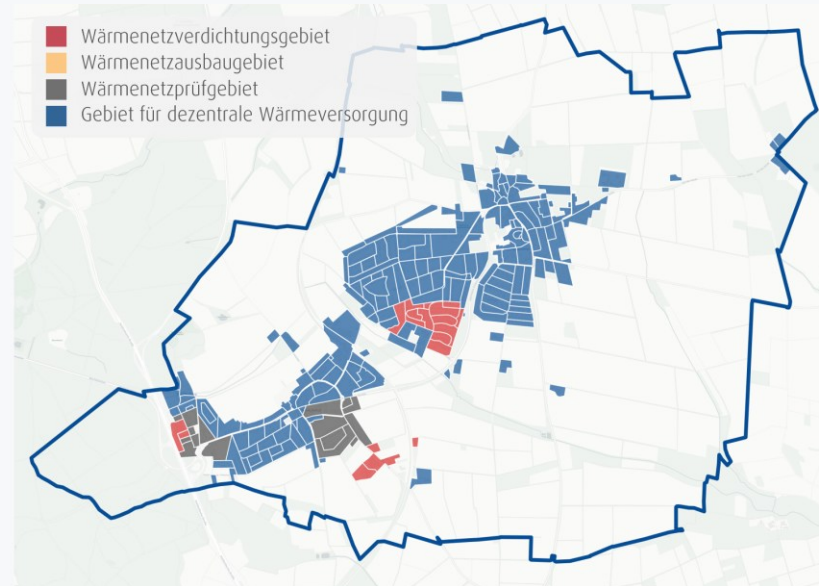 Wärmenetzverdichtungsgebiet
Wärmenetzausbaugebiet
Wärmenetzprüfgebiet
Gebiet für dezentrale Wärmeversorgung